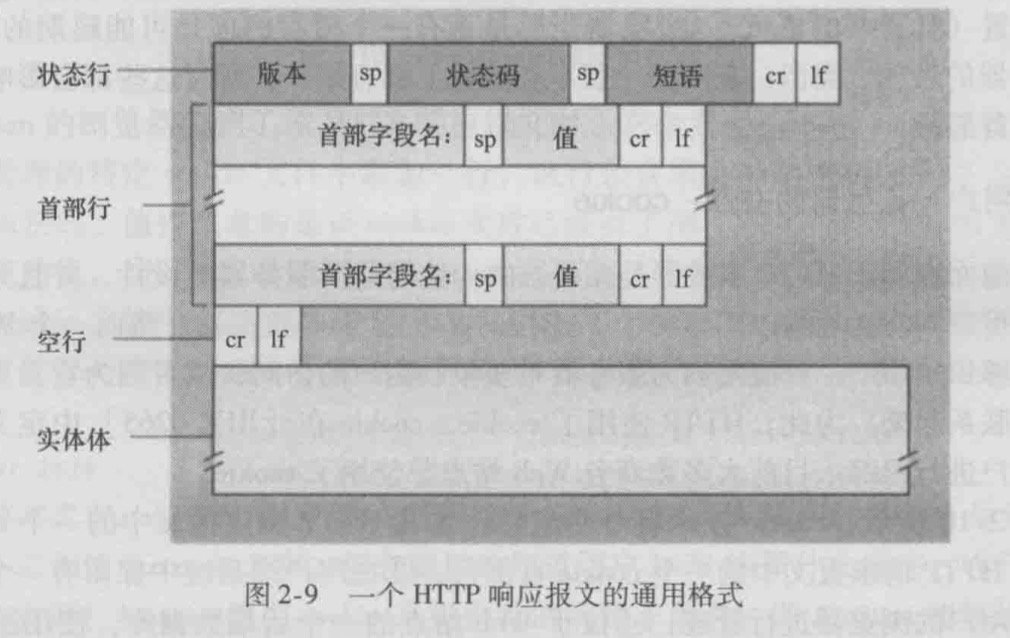 状态行 版本 sp 状态码 sp 短语 cr lf
首部字段名: sp 值 cr lf
首部行
首部字段名: sp 值 cr lf
空行 cr lf
实体体
图2-9 一个 HTTP 响应报文的通用格式